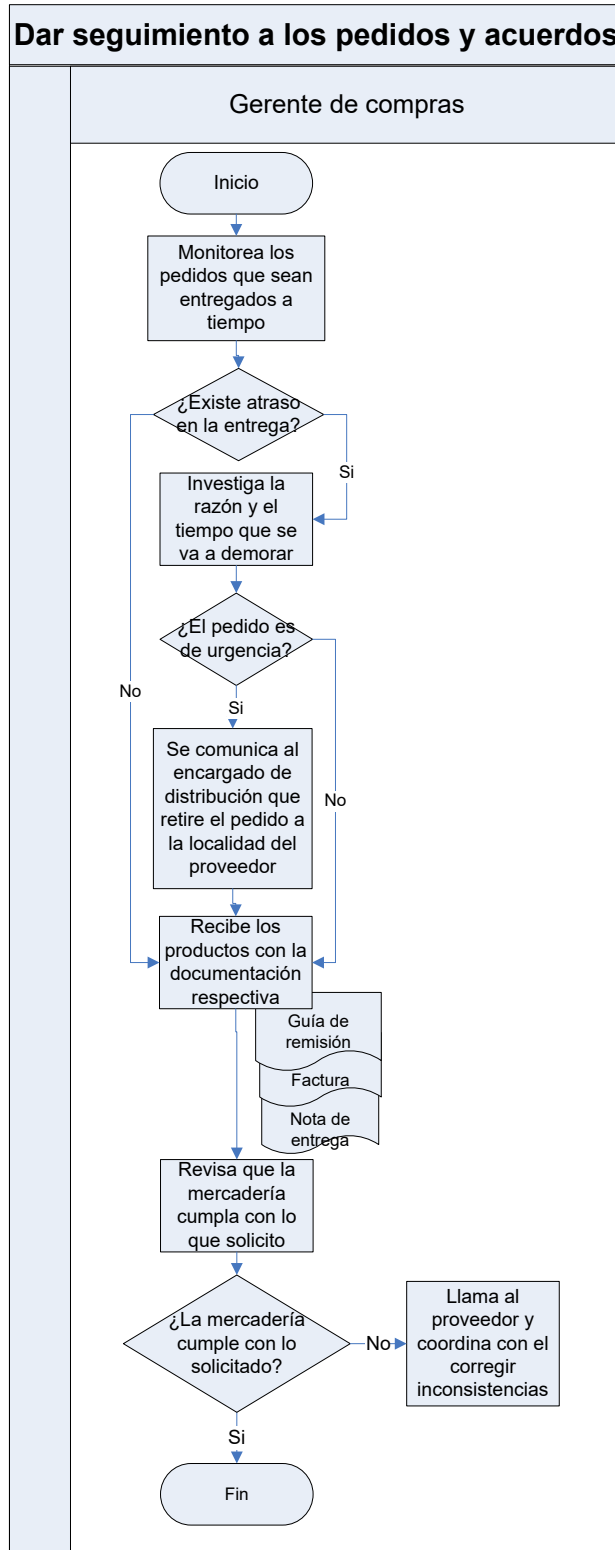 Dar seguimiento a los pedidos y acuerdos
Gerente de compras
Inicio
Monitorea los
pedidos que sean
entregados a
tiempo
¿Existe atraso
en la entrega?
Si
Investiga la
razón y el
tiempo que se
va a demorar
¿El pedido es
de urgencia?
No
Si
Se comunica al
encargado de
distribución que
retire el pedido a
la localidad del
proveedor
No
Recibe los
productos con la
documentación
respectiva
Guía de
remisión
Factura
Nota de
entrega
Revisa que la
mercadería
cumpla con lo
que solicito
¿La mercadería
cumple con lo
solicitado?
No
Llama al
proveedor y
coordina con el
corregir
inconsistencias
Si
Fin